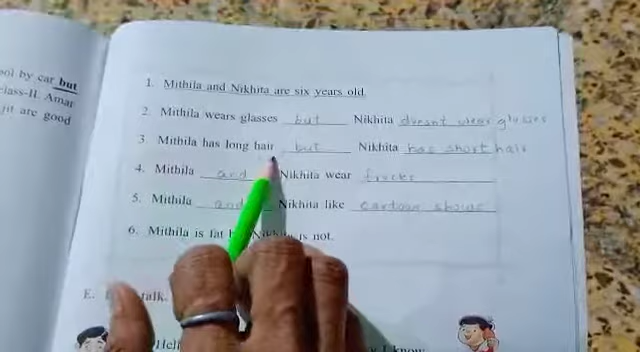 by car but
class-II. Amar
jit are good
1. Mithila and Nikhita are six years old.
2. Mithila wears glasses but Nikhita doesnt wear glasses
3. Mithila has long hair but Nikhita has short hair
4. Mithila and Nikhita wear frocks
5. Mithila and Nikhita like cartoon shows
6. Mithila is fat is not.
E. talk.
I know